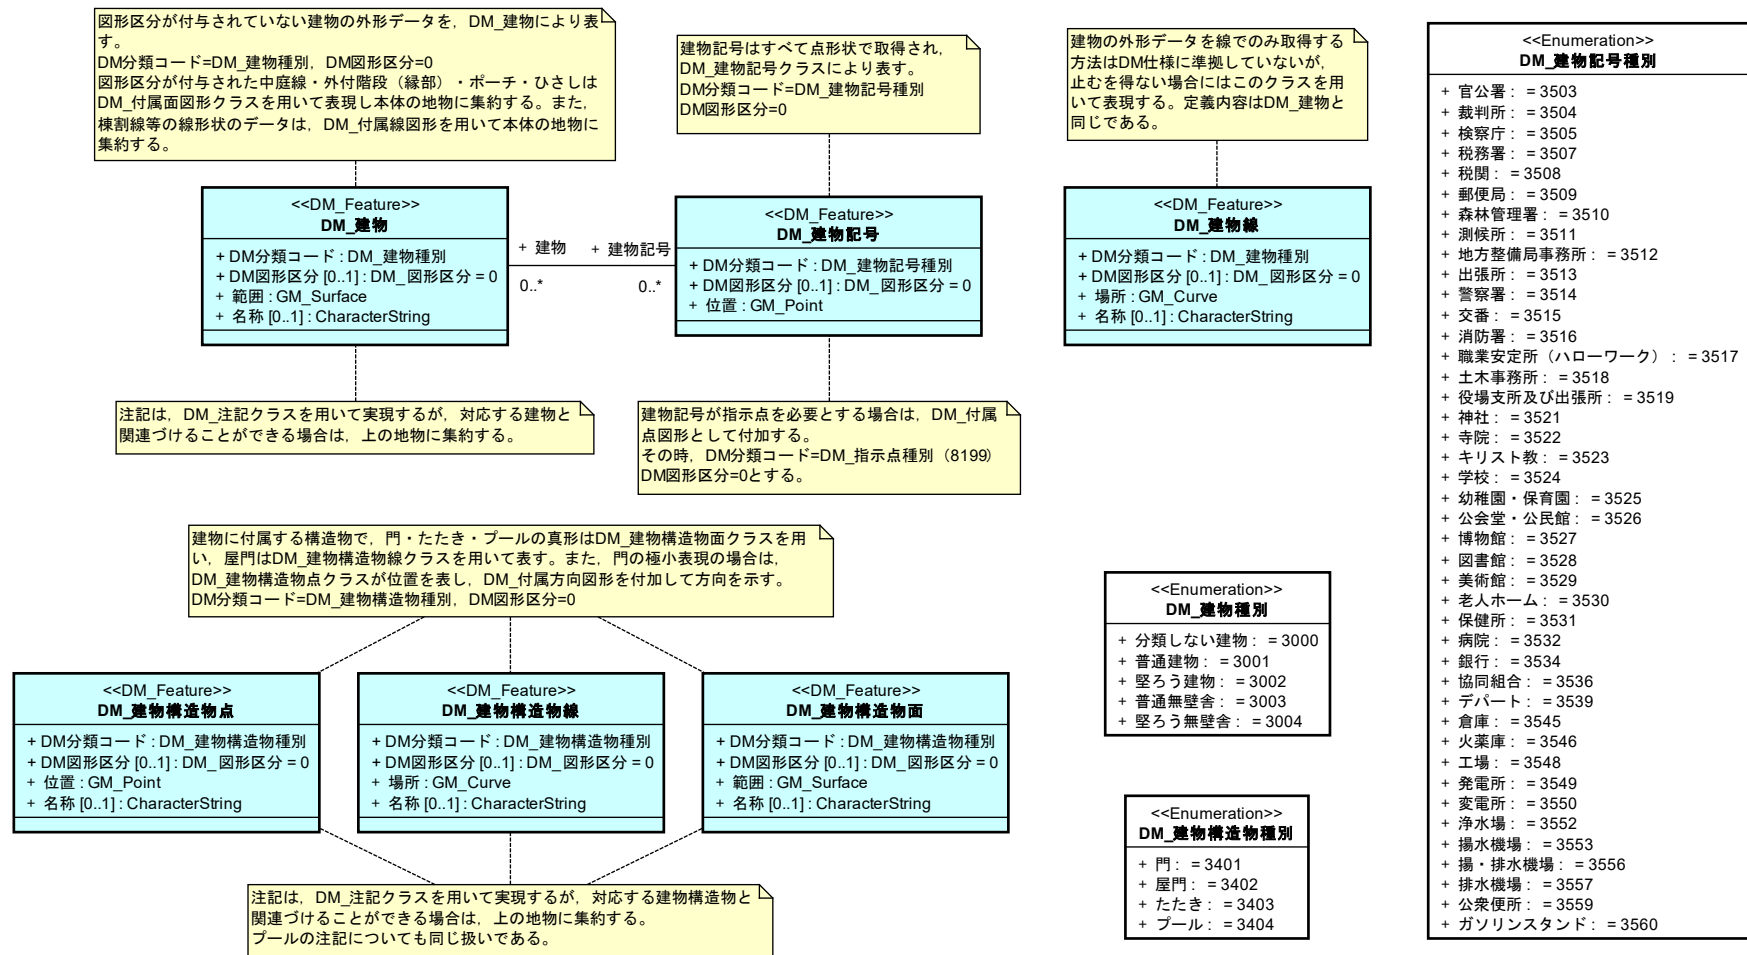 図形区分が付与されていない建物の外形データを，DM_建物により表
す。
DM分類コード=DM_建物種別，DM図形区分=0
図形区分が付与された中庭線・外付階段（縁部）・ポーチ・ひさしは
DM_付属面図形クラスを用いて表現し本体の地物に集約する。また，
棟割線等の線形状のデータは，DM_付属線図形を用いて本体の地物に
集約する。
建物記号はすべて点形状で取得され，
DM_建物記号クラスにより表す。
DM分類コード=DM_建物記号種別
DM図形区分=0
建物の外形データを線でのみ取得する
方法はDM仕様に準拠していないが，
止むを得ない場合にはこのクラスを用
いて表現する。定義内容はDM_建物と
同じである。
<<DM_Feature>>
DM_建物
+ DM分類コード : DM_建物種別
+ DM図形区分 [0..1] : DM_図形区分 = 0
+ 範囲 : GM_Surface
+ 名称 [0..1] : CharacterString
+ 建物
+ 建物記号
0..*
0..*
<<DM_Feature>>
DM_建物記号
+ DM分類コード : DM_建物記号種別
+ DM図形区分 [0..1] : DM_図形区分 = 0
+ 位置 : GM_Point
<<DM_Feature>>
DM_建物線
+ DM分類コード : DM_建物種別
+ DM図形区分 [0..1] : DM_図形区分 = 0
+ 場所 : GM_Curve
+ 名称 [0..1] : CharacterString
注記は，DM_注記クラスを用いて実現するが，対応する建物と
関連づけることができる場合は，上の地物に集約する。
建物記号が指示点を必要とする場合は，DM_付属
点図形として付加する。
その時，DM分類コード=DM_指示点種別（8199）
DM図形区分=0とする。
建物に付属する構造物で，門・たたき・プールの真形はDM_建物構造物面クラスを用
い，屋門はDM_建物構造物線クラスを用いて表す。また，門の極小表現の場合は，
DM_建物構造物点クラスが位置を表し，DM_付属方向図形を付加して方向を示す。
DM分類コード=DM_建物構造物種別，DM図形区分=0
<<DM_Feature>>
DM_建物構造物点
+ DM分類コード : DM_建物構造物種別
+ DM図形区分 [0..1] : DM_図形区分 = 0
+ 位置 : GM_Point
+ 名称 [0..1] : CharacterString
<<DM_Feature>>
DM_建物構造物線
+ DM分類コード : DM_建物構造物種別
+ DM図形区分 [0..1] : DM_図形区分 = 0
+ 場所 : GM_Curve
+ 名称 [0..1] : CharacterString
<<DM_Feature>>
DM_建物構造物面
+ DM分類コード : DM_建物構造物種別
+ DM図形区分 [0..1] : DM_図形区分 = 0
+ 範囲 : GM_Surface
+ 名称 [0..1] : CharacterString
注記は，DM_注記クラスを用いて実現するが，対応する建物構造物と
関連づけることができる場合は，上の地物に集約する。
プールの注記についても同じ扱いである。
<<Enumeration>>
DM_建物種別
+ 分類しない建物 : = 3000
+ 普通建物 : = 3001
+ 堅ろう建物 : = 3002
+ 普通無壁舎 : = 3003
+ 堅ろう無壁舎 : = 3004
<<Enumeration>>
DM_建物構造物種別
+ 門 : = 3401
+ 屋門 : = 3402
+ たたき : = 3403
+ プール : = 3404
<<Enumeration>>
DM_建物記号種別
+ 官公署 : = 3503
+ 裁判所 : = 3504
+ 検察庁 : = 3505
+ 税務署 : = 3507
+ 税関 : = 3508
+ 郵便局 : = 3509
+ 森林管理署 : = 3510
+ 測候所 : = 3511
+ 地方整備局事務所 : = 3512
+ 出張所 : = 3513
+ 警察署 : = 3514
+ 交番 : = 3515
+ 消防署 : = 3516
+ 職業安定所（ハローワーク） : = 3517
+ 土木事務所 : = 3518
+ 役場支所及び出張所 : = 3519
+ 神社 : = 3521
+ 寺院 : = 3522
+ キリスト教 : = 3523
+ 学校 : = 3524
+ 幼稚園・保育園 : = 3525
+ 公会堂・公民館 : = 3526
+ 博物館 : = 3527
+ 図書館 : = 3528
+ 美術館 : = 3529
+ 老人ホーム : = 3530
+ 保健所 : = 3531
+ 病院 : = 3532
+ 銀行 : = 3534
+ 協同組合 : = 3536
+ デパート : = 3539
+ 倉庫 : = 3545
+ 火薬庫 : = 3546
+ 工場 : = 3548
+ 発電所 : = 3549
+ 変電所 : = 3550
+ 浄水場 : = 3552
+ 揚水機場 : = 3553
+ 揚・排水機場 : = 3556
+ 排水機場 : = 3557
+ 公衆便所 : = 3559
+ ガソリンスタンド : = 3560